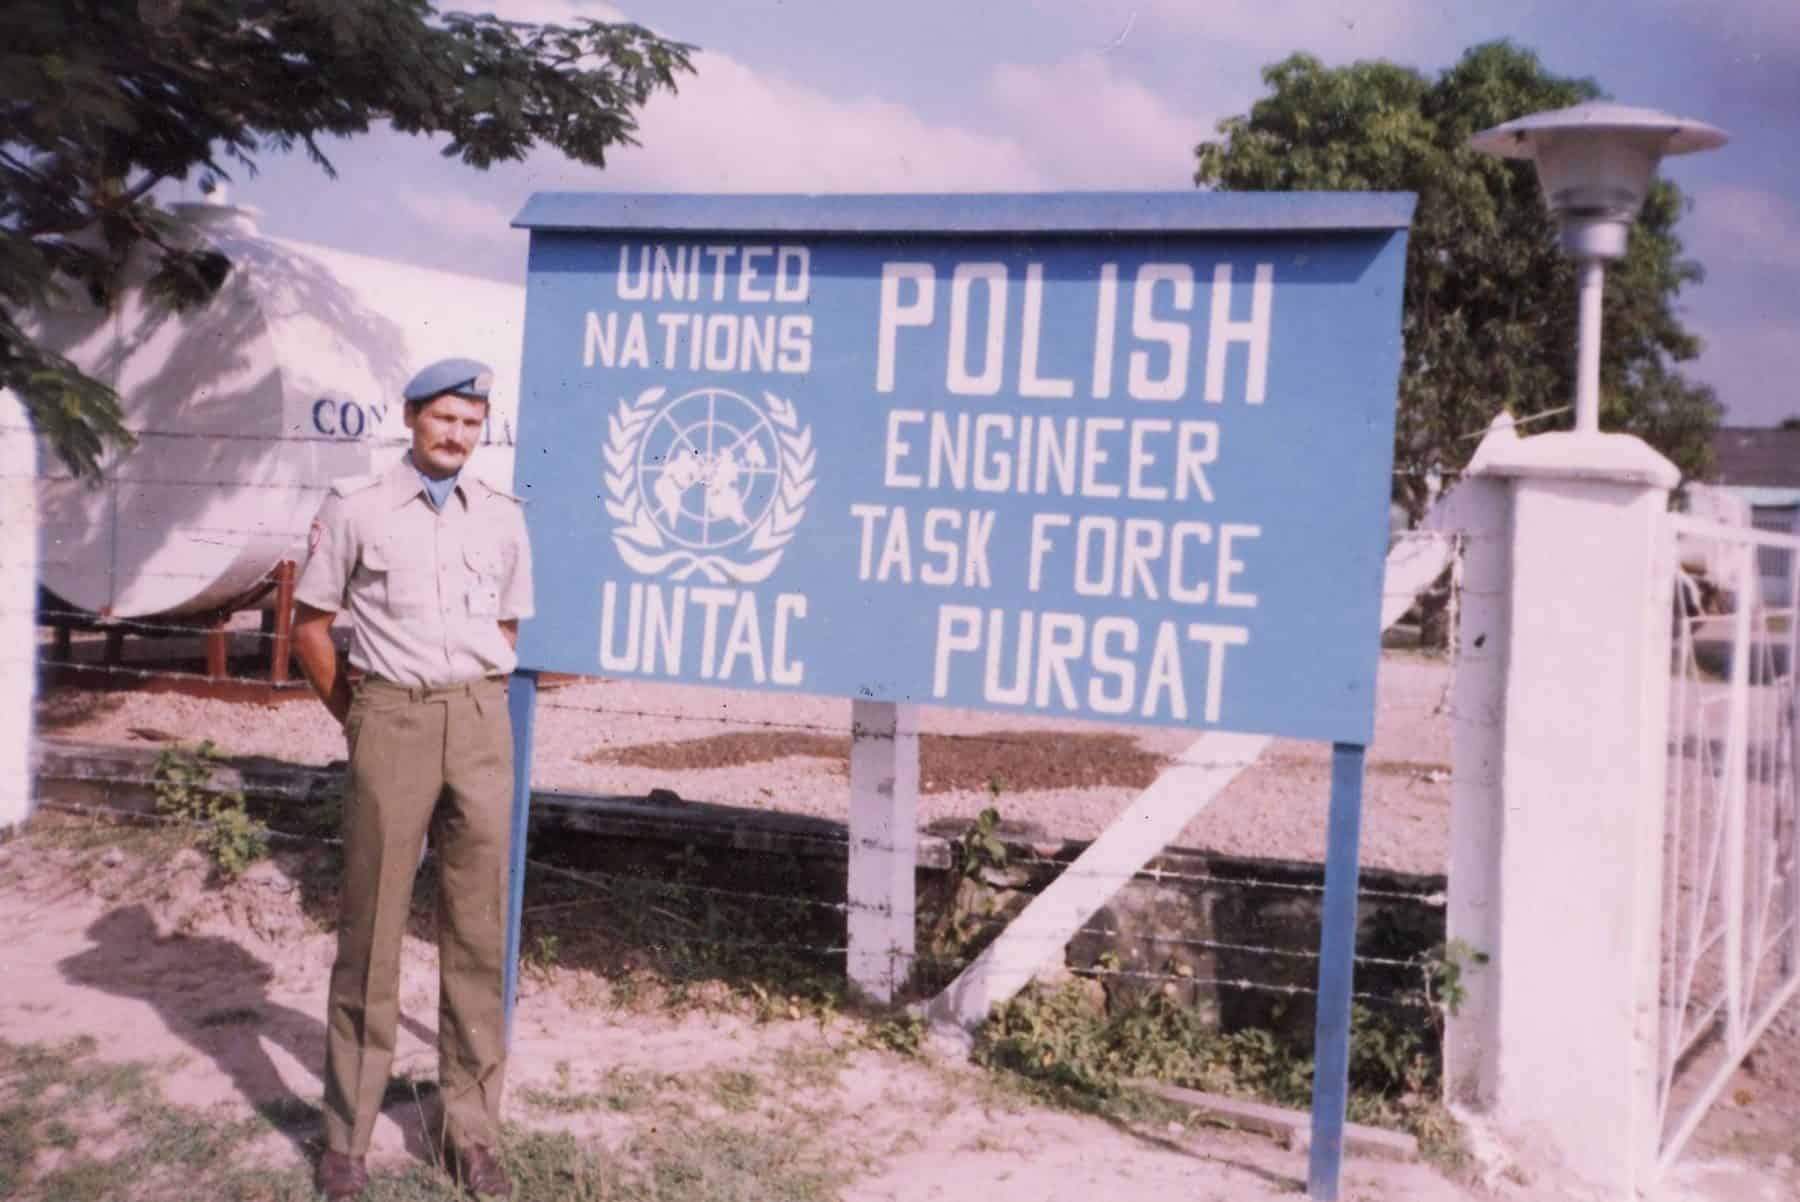 UNITED
NATIONS
UNTAC
POLISH
ENGINEER
TASK FORCE
PURSAT